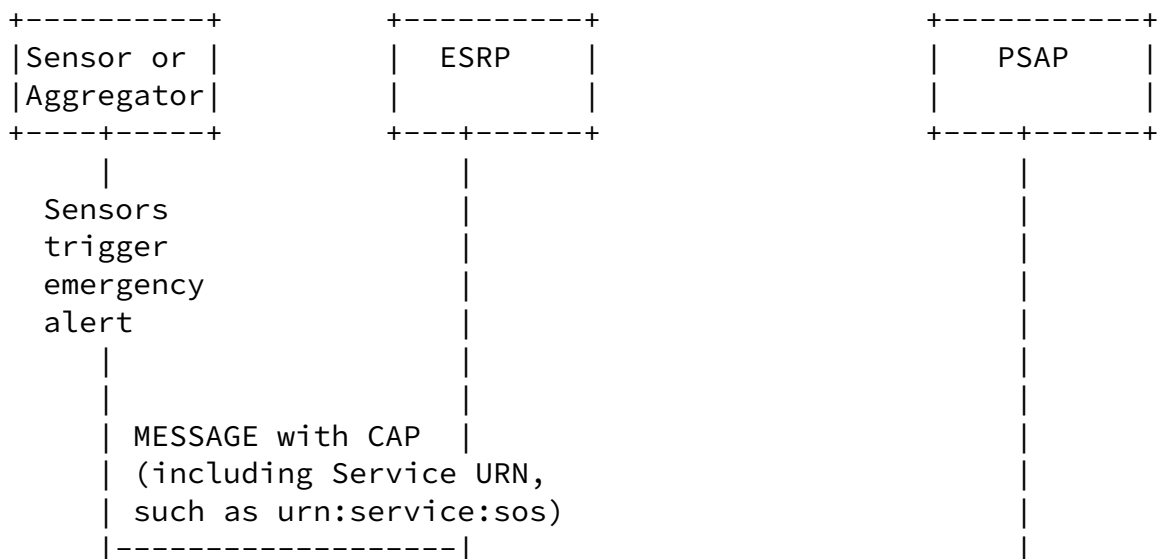 Sensor or ESRP PSAP
Aggregator
Sensors
trigger
emergency
alert
MESSAGE with CAP
(including Service URN,
such as urn:service:sos)